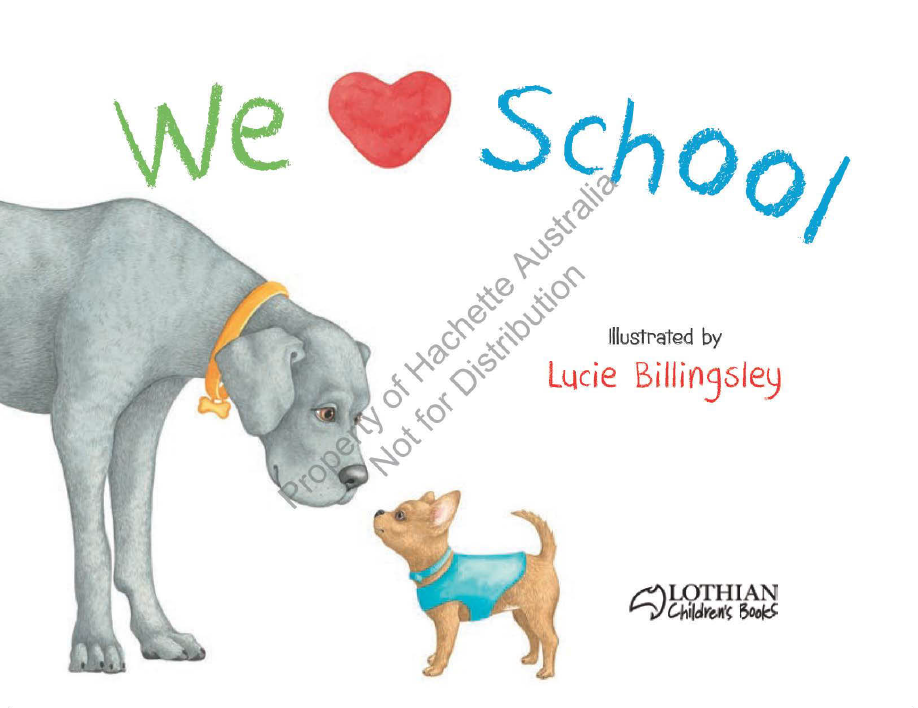 We ❤ School
Illustrated by
Lucie Billingsley
Property of Hachette Australia
Not for Distribution
LOTHIAN
Children's Books